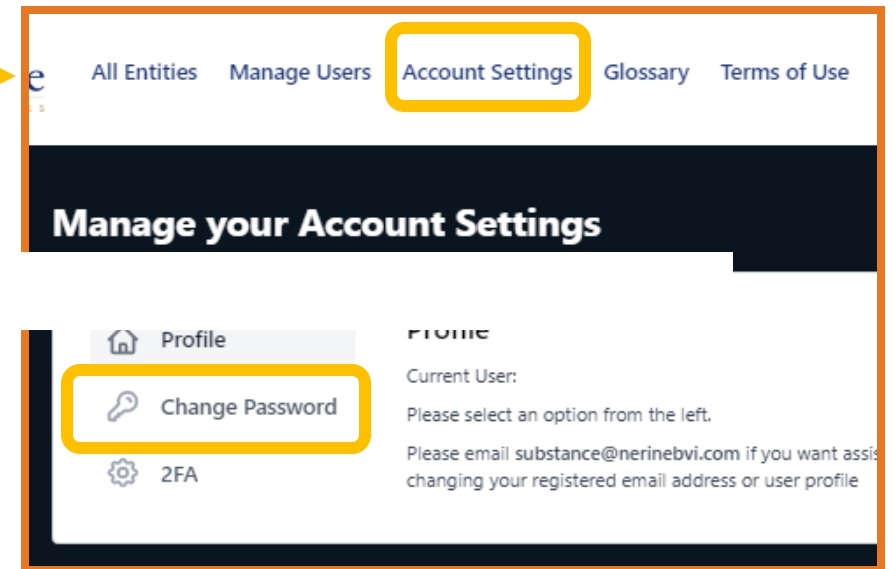 e All Entities Manage Users Account Settings Glossary Terms of Use
s
Manage your Account Settings
Profile
Profile
Current User:
Change Password
Please select an option from the left.
Please email substance@nerinebvi.com if you want assis
2FA
changing your registered email address or user profile